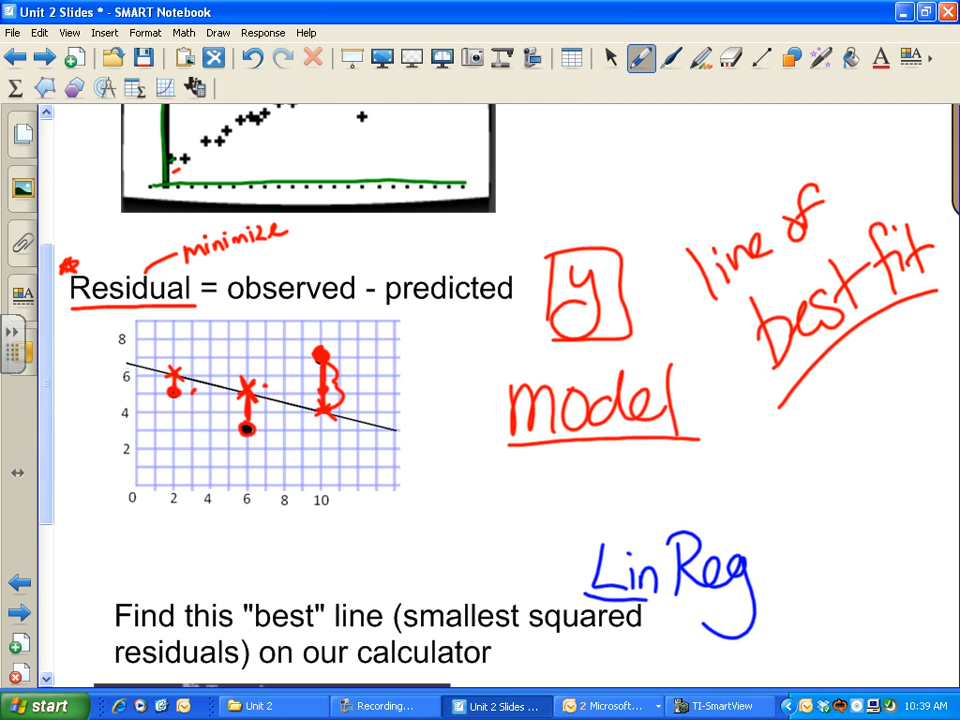 Unit 2 Slides * - SMART Notebook
File Edit View Insert Format Math Draw Response Help
minimize
Residual = observed - predicted
y
line of
best fit
model
8
6
4
2
0 2 4 6 8 10
LinReg
Find this "best" line (smallest squared
residuals) on our calculator
start
Unit 2
Recording...
Unit 2 Slides ...
2 Microsoft...
TI-SmartView
10:39 AM